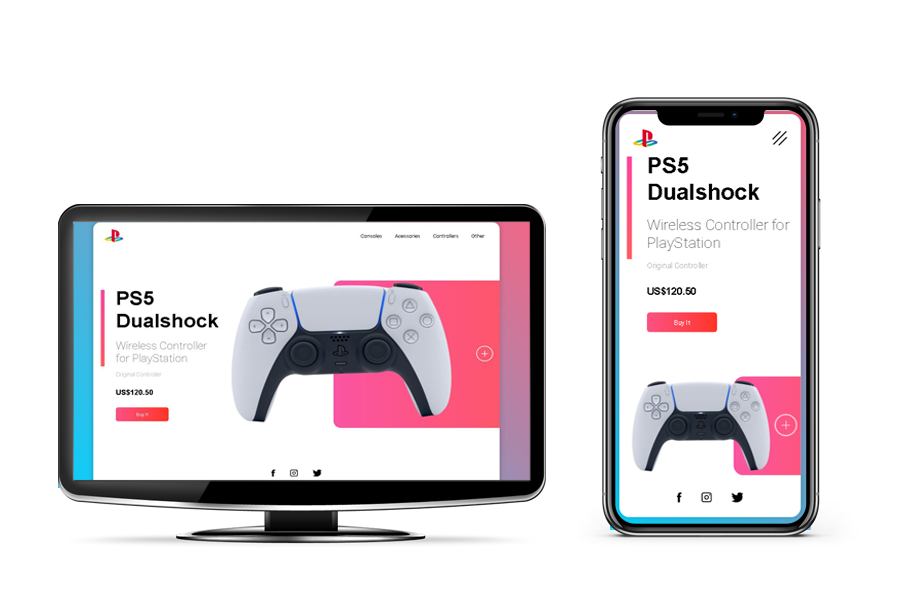 Consoles Acessories Controllers Other
PS5
Dualshock
Wireless Controller
for PlayStation
Original Controller
US$120.50
Buy It
PS5
Dualshock
Wireless Controller for
PlayStation
Original Controller
US$120.50
Buy It